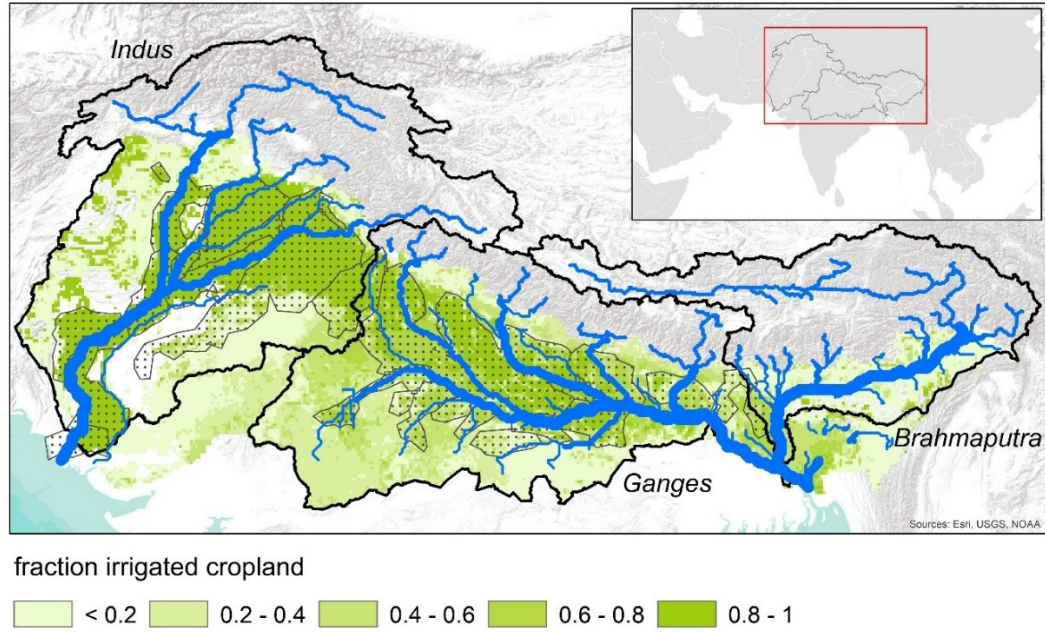 Indus
Brahmaputra
Ganges
Sources: Esri, USGS, NOAA
fraction irrigated cropland
< 0.2 0.2 - 0.4 0.4 - 0.6 0.6 - 0.8 0.8 - 1